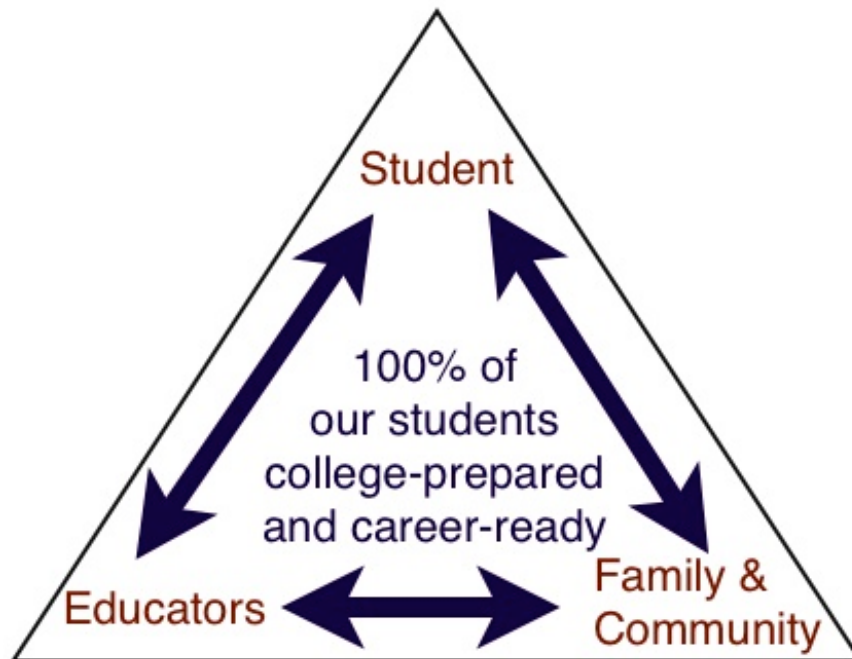 Student
100% of
our students
college-prepared
and career-ready
Educators
Family &
Community